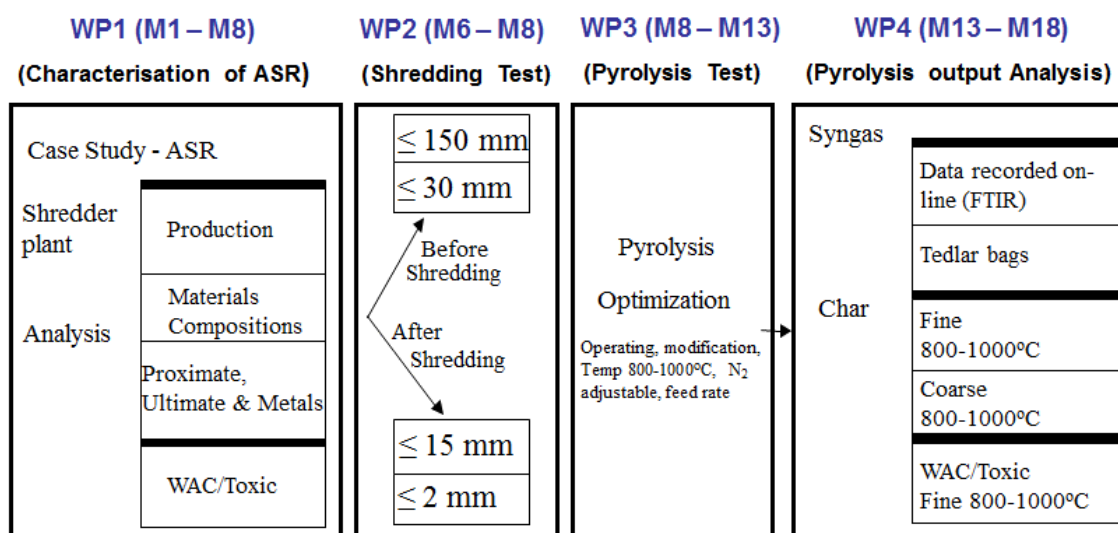 WP1 (M1 – M8)
(Characterisation of ASR)
Case Study - ASR
Shredder
plant
Production
Analysis
Materials
Compositions
Proximate,
Ultimate & Metals
WAC/Toxic
WP2 (M6 – M8)
(Shredding Test)
≤ 150 mm
≤ 30 mm
Before
Shredding
After
Shredding
≤ 15 mm
≤ 2 mm
WP3 (M8 – M13)
(Pyrolysis Test)
Pyrolysis
Optimization
Operating, modification,
Temp 800-1000ºC, N₂
adjustable, feed rate
WP4 (M13 – M18)
(Pyrolysis output Analysis)
Syngas
Data recorded on-
line (FTIR)
Tedlar bags
Char
Fine
800-1000ºC
Coarse
800-1000ºC
WAC/Toxic
Fine 800-1000ºC